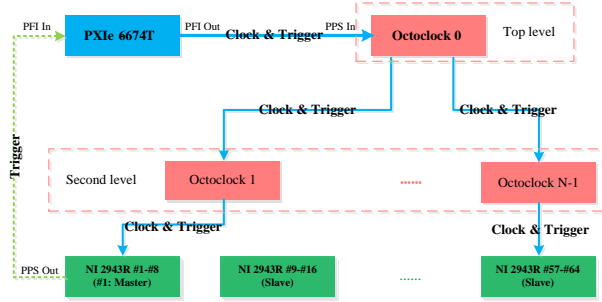 PFI In
PXIe 6674T
PFI Out
Clock & Trigger
PPS In
Octoclock 0
Top level
Clock & Trigger
Clock & Trigger
Trigger
Second level
Octoclock 1
......
Octoclock N-1
Clock & Trigger
Clock & Trigger
PPS Out
NI 2943R #1-#8
(#1: Master)
NI 2943R #9-#16
(Slave)
......
NI 2943R #57-#64
(Slave)